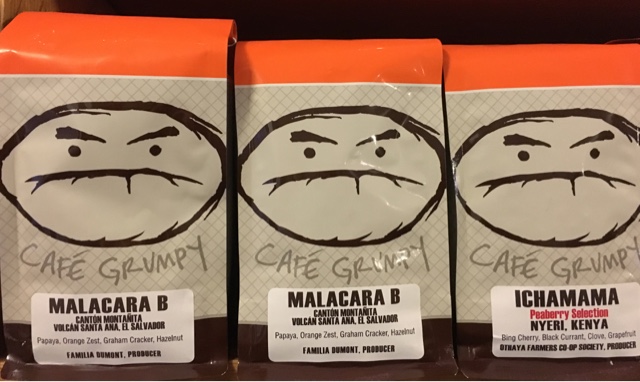 CAFÉ GRUMPY
MALACARA B
CANTÓN MONTAÑITA
VOLCÁN SANTA ANA, EL SALVADOR
Papaya, Orange Zest, Graham Cracker, Hazelnut
FAMILIA DUMONT, PRODUCER
CAFÉ GRUMPY
MALACARA B
CANTÓN MONTAÑITA
VOLCÁN SANTA ANA, EL SALVADOR
Papaya, Orange Zest, Graham Cracker, Hazelnut
FAMILIA DUMONT, PRODUCER
CAFÉ GRUMPY
ICHAMAMA
Peaberry Selection
NYERI, KENYA
Bing Cherry, Black Currant, Clove, Grapefruit
OTHAYA FARMERS CO-OP SOCIETY, PRODUCER